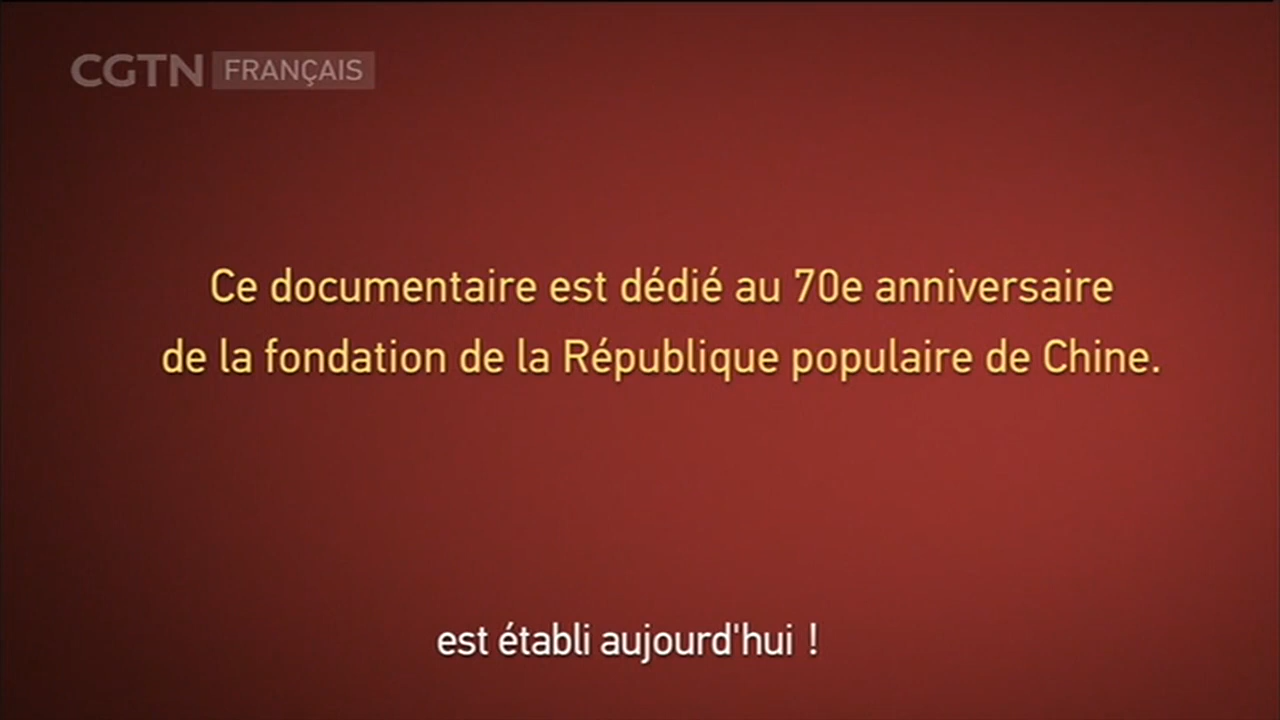 CGTN FRANÇAIS
Ce documentaire est dédié au 70e anniversaire
de la fondation de la République populaire de Chine.
est établi aujourd'hui !